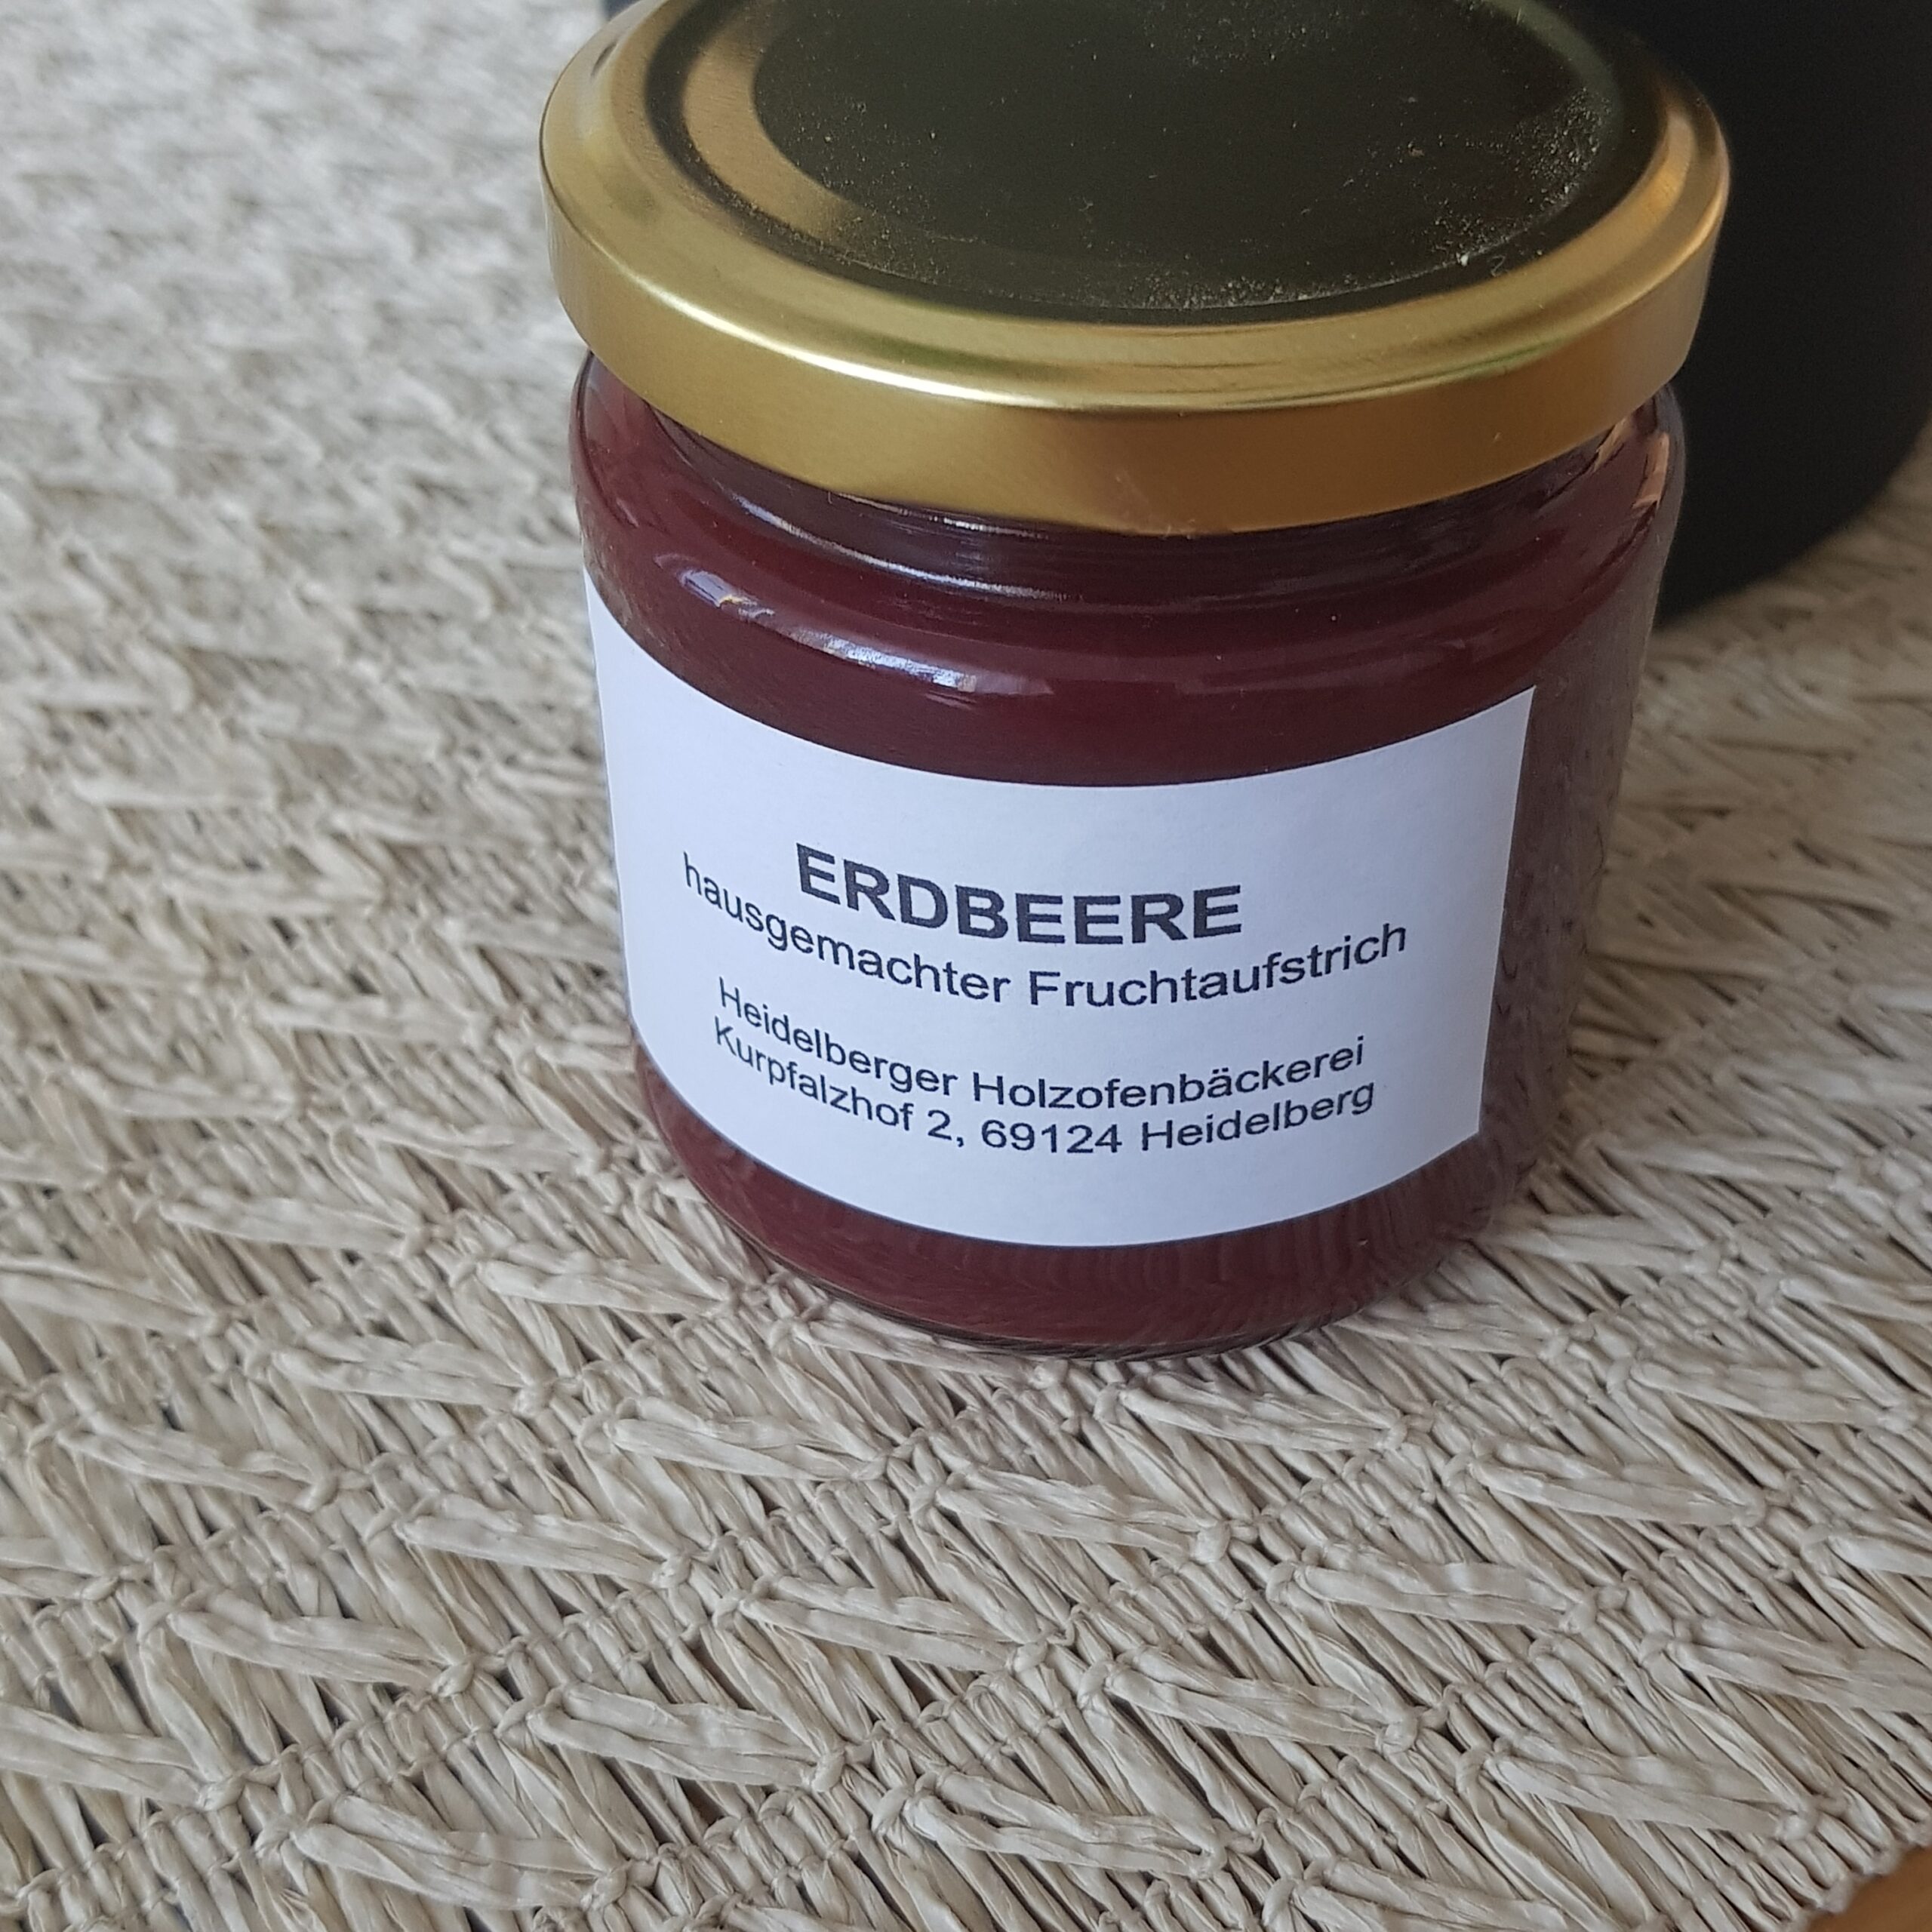 ERDBEERE
hausgemachter Fruchtaufstrich
Heidelberger Holzofenbäckerei
Kurpfalzhof 2, 69124 Heidelberg